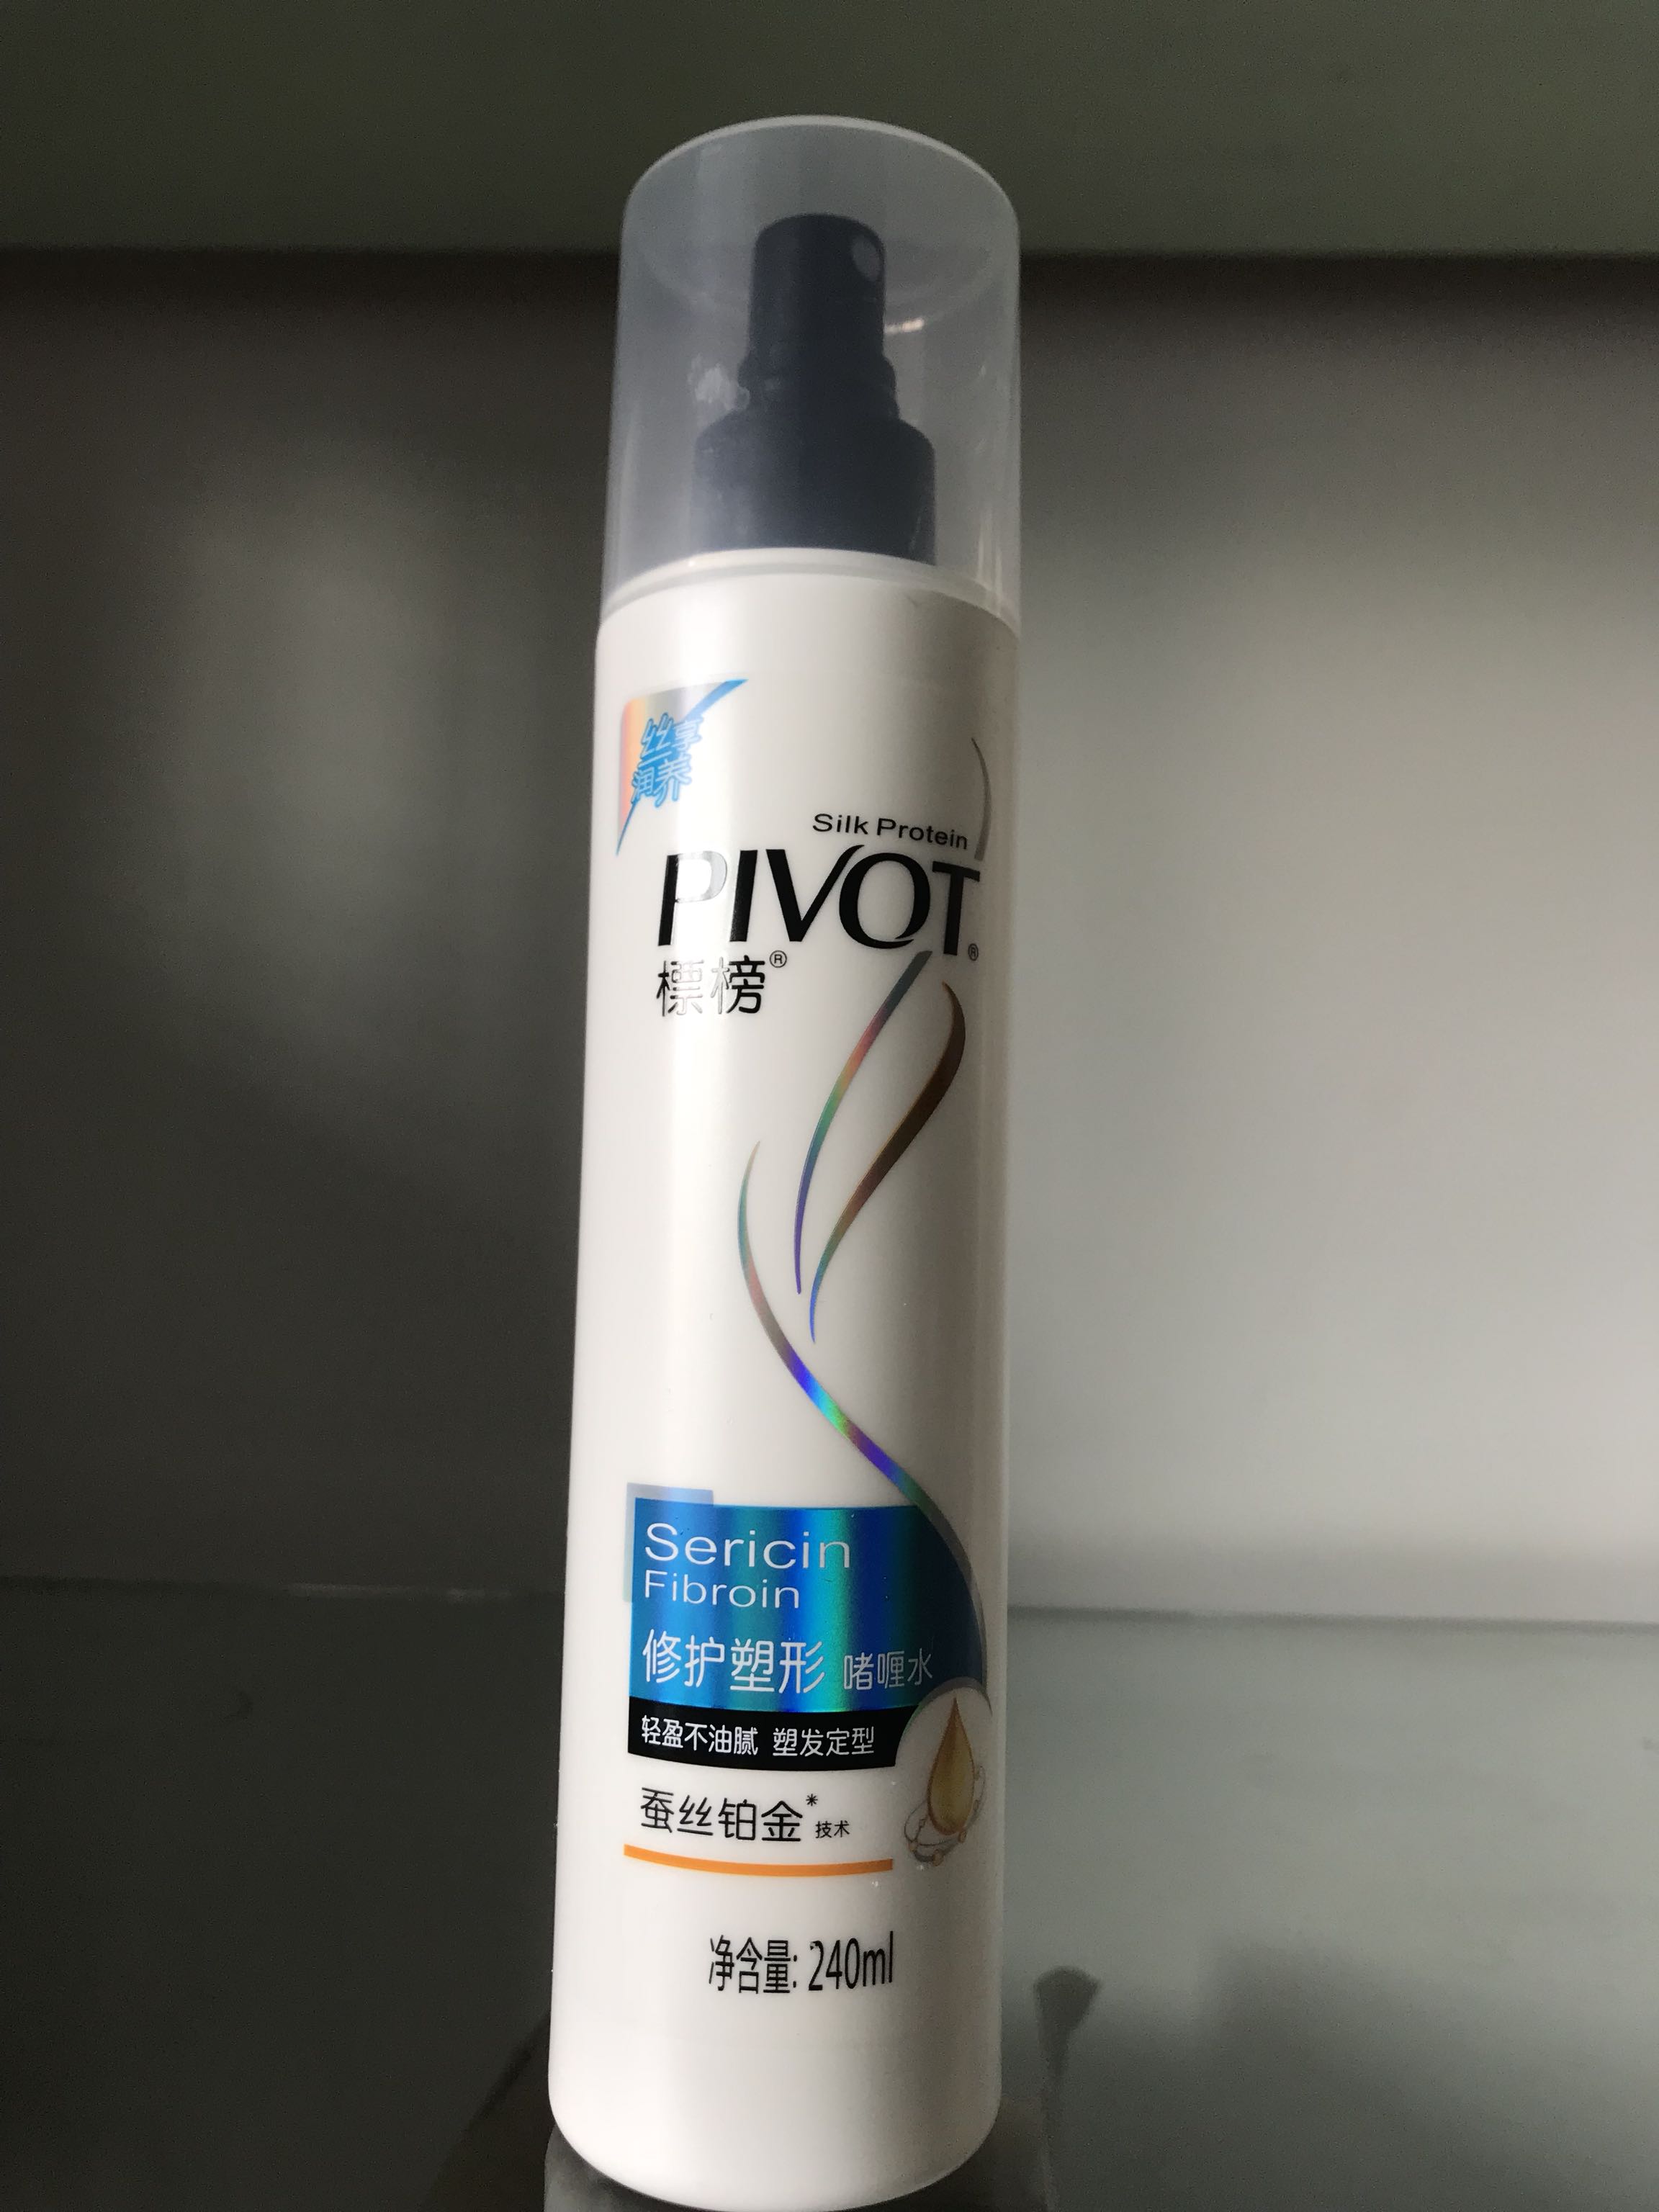 丝享
润养
Silk Protein
PIVOT®
標榜®
Sericin
Fibroin
修护塑形 啫喱水
轻盈不油腻 塑发定型
蚕丝铂金*技术
净含量: 240ml